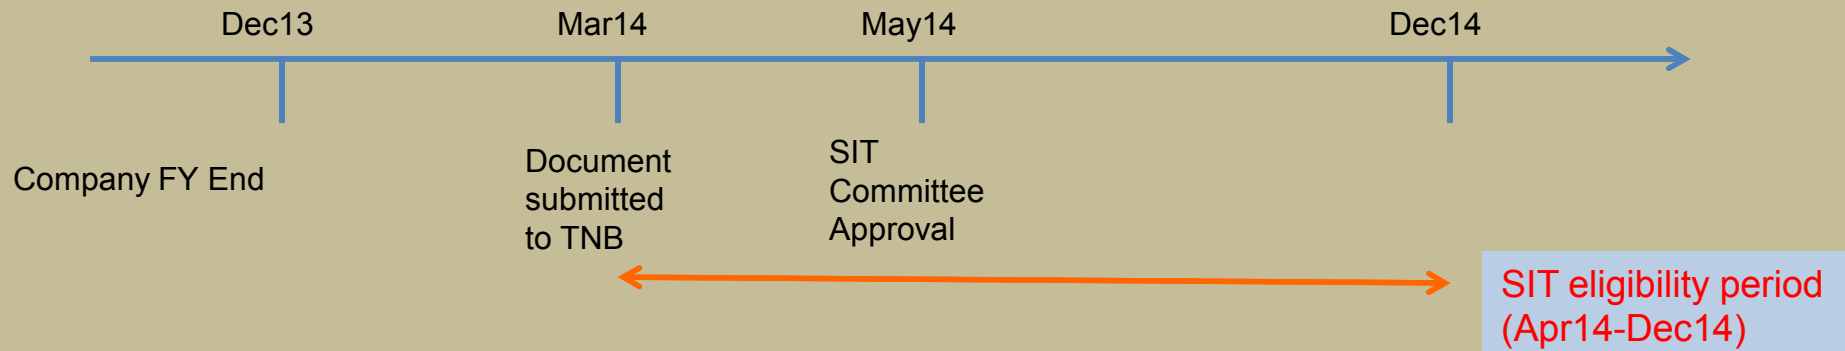 Dec13
Mar14
May14
Dec14
Company FY End
Document
submitted
to TNB
SIT
Committee
Approval
SIT eligibility period
(Apr14-Dec14)